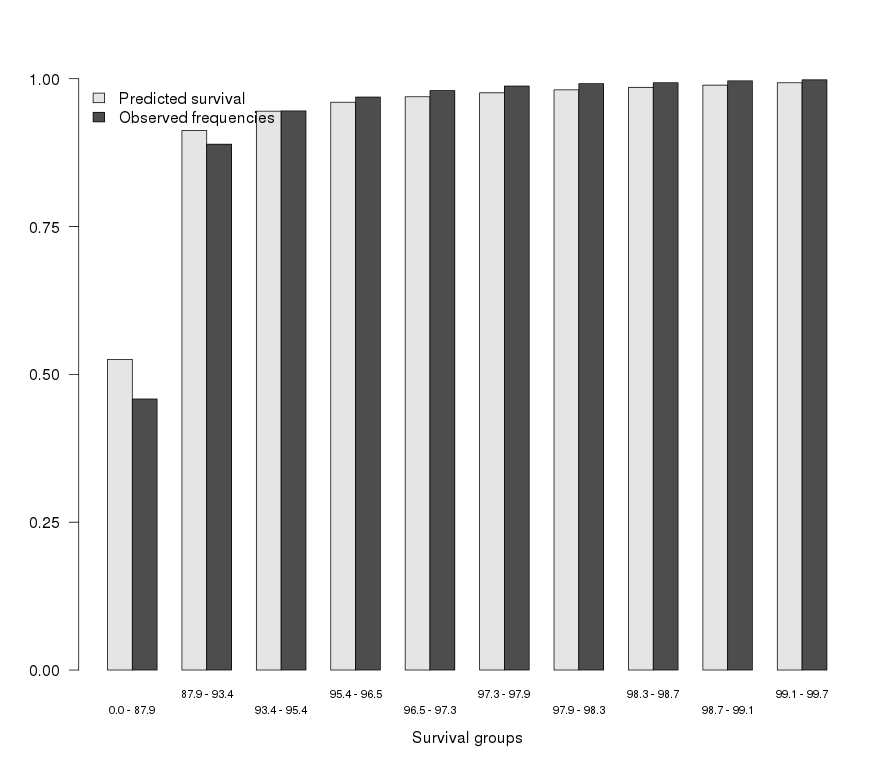 1.00
Predicted survival
Observed frequencies
0.75
0.50
0.25
0.00
87.9 - 93.4
95.4 - 96.5
97.3 - 97.9
98.3 - 98.7
99.1 - 99.7
0.0 - 87.9
93.4 - 95.4
96.5 - 97.3
97.9 - 98.3
98.7 - 99.1
Survival groups